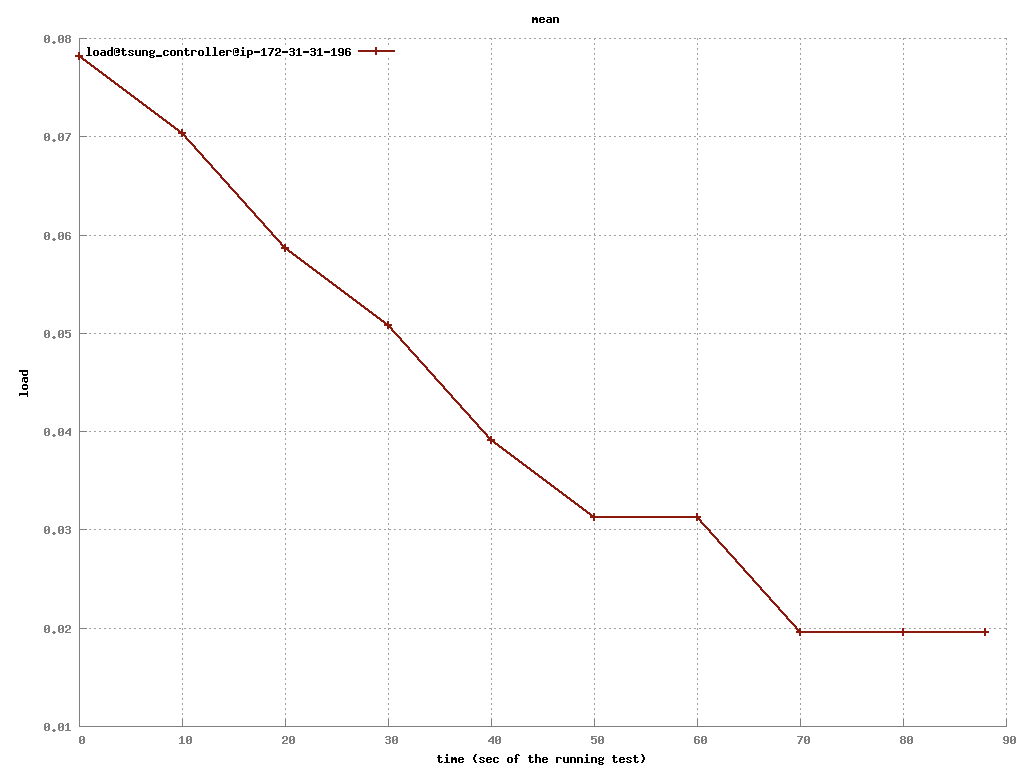 mean
load@tsung_controller@ip-172-31-31-196
0.08
0.07
0.06
0.05
0.04
0.03
0.02
0.01
load
0 10 20 30 40 50 60 70 80 90
time (sec of the running test)